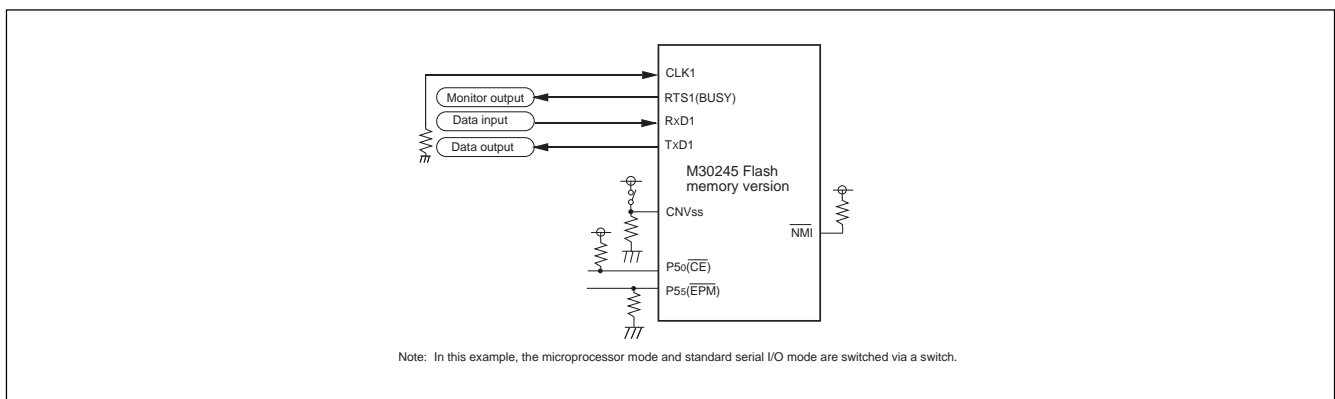 CLK1
Monitor output RTS1(BUSY)
Data input RxD1
Data output TxD1
M30245 Flash
memory version
CNVss
NMI
P50(CE)
P55(EPM)
Note: In this example, the microprocessor mode and standard serial I/O mode are switched via a switch.